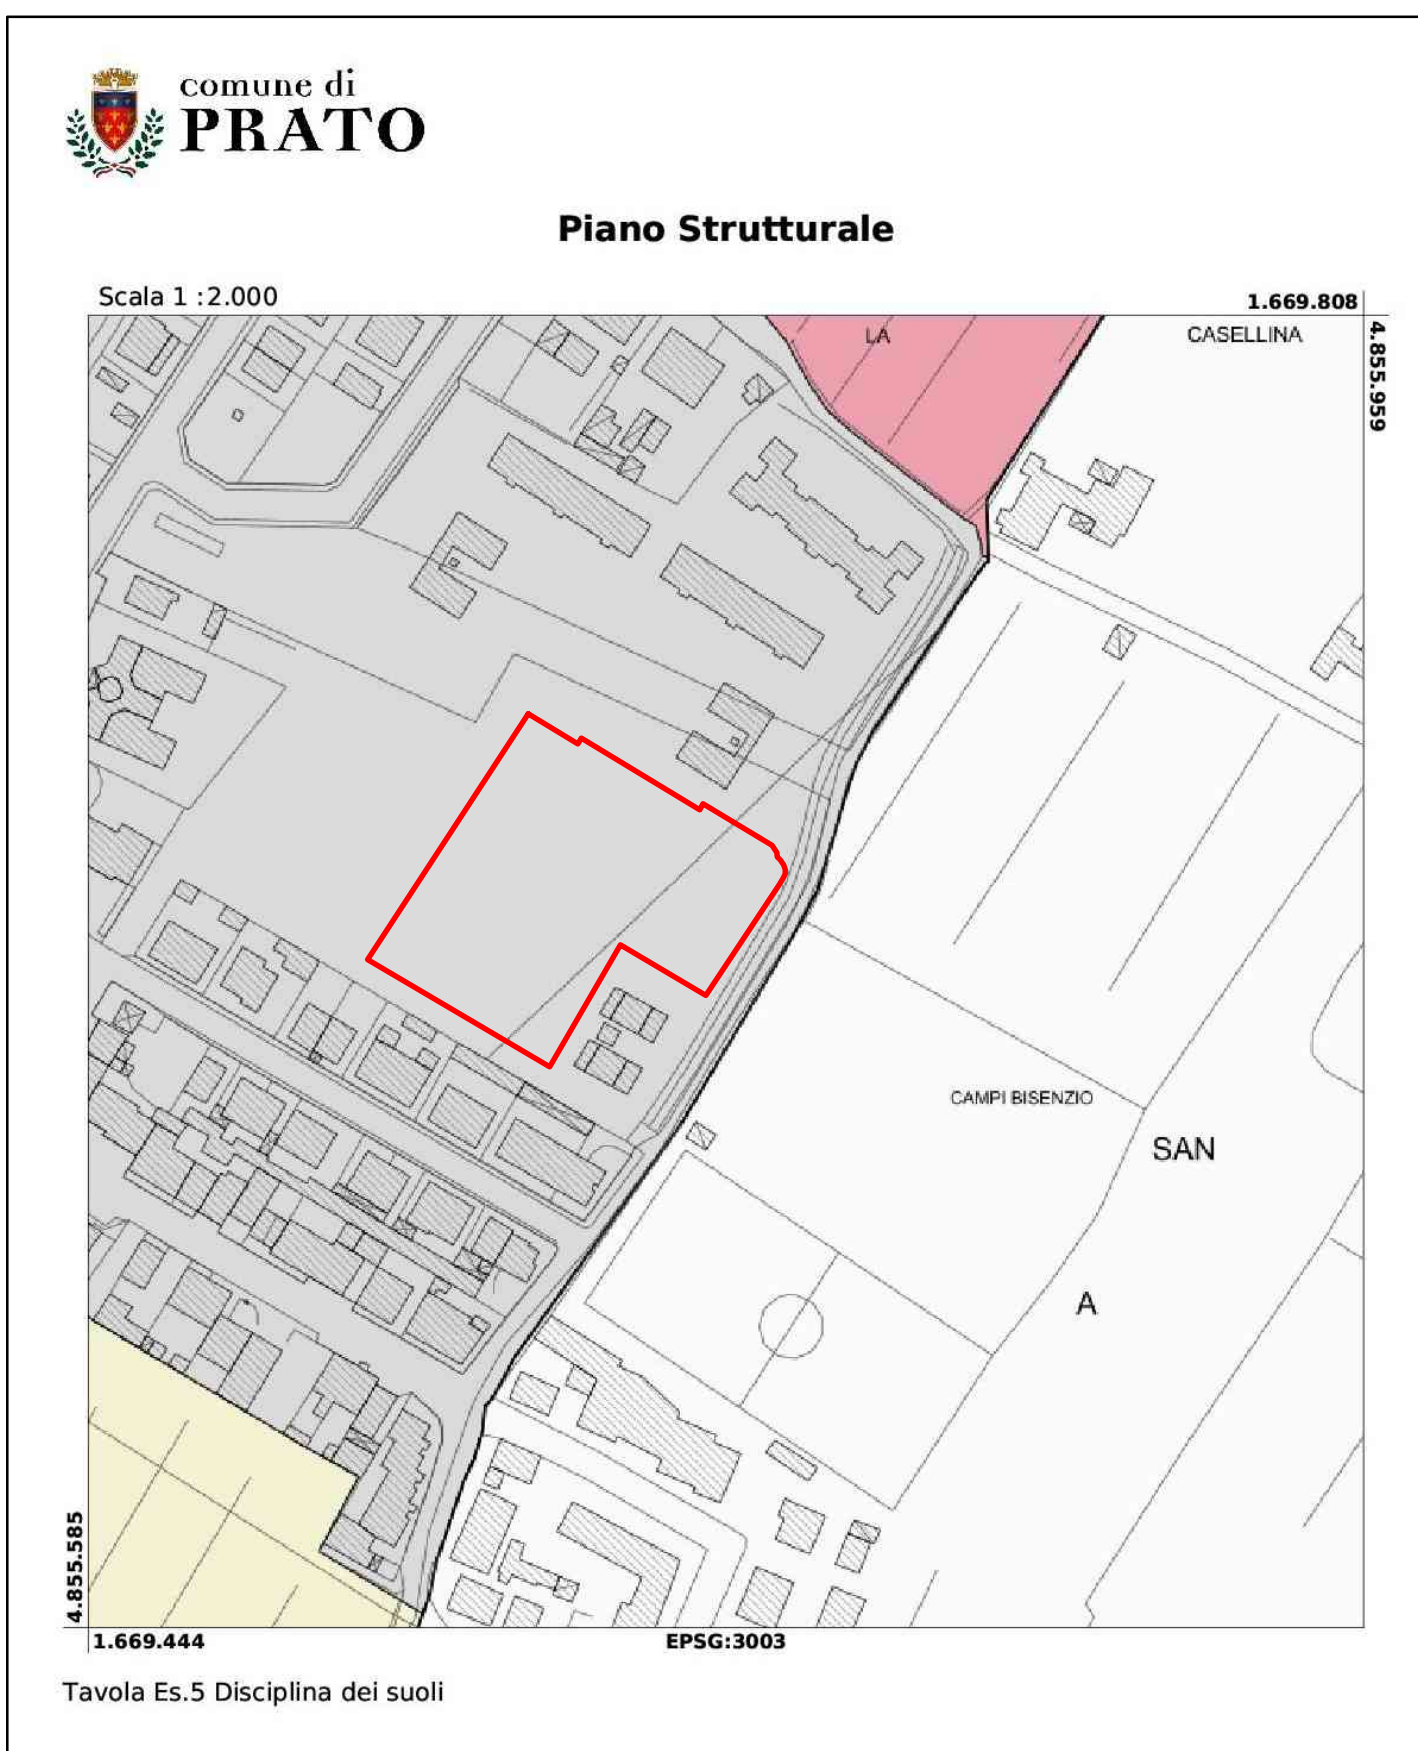 comune di
PRATO
Piano Strutturale
Scala 1 :2.000
1.669.808
4.855.959
LA
CASELLINA
CAMPI BISENZIO
SAN
A
4.855.585
1.669.444
EPSG:3003
Tavola Es.5 Disciplina dei suoli